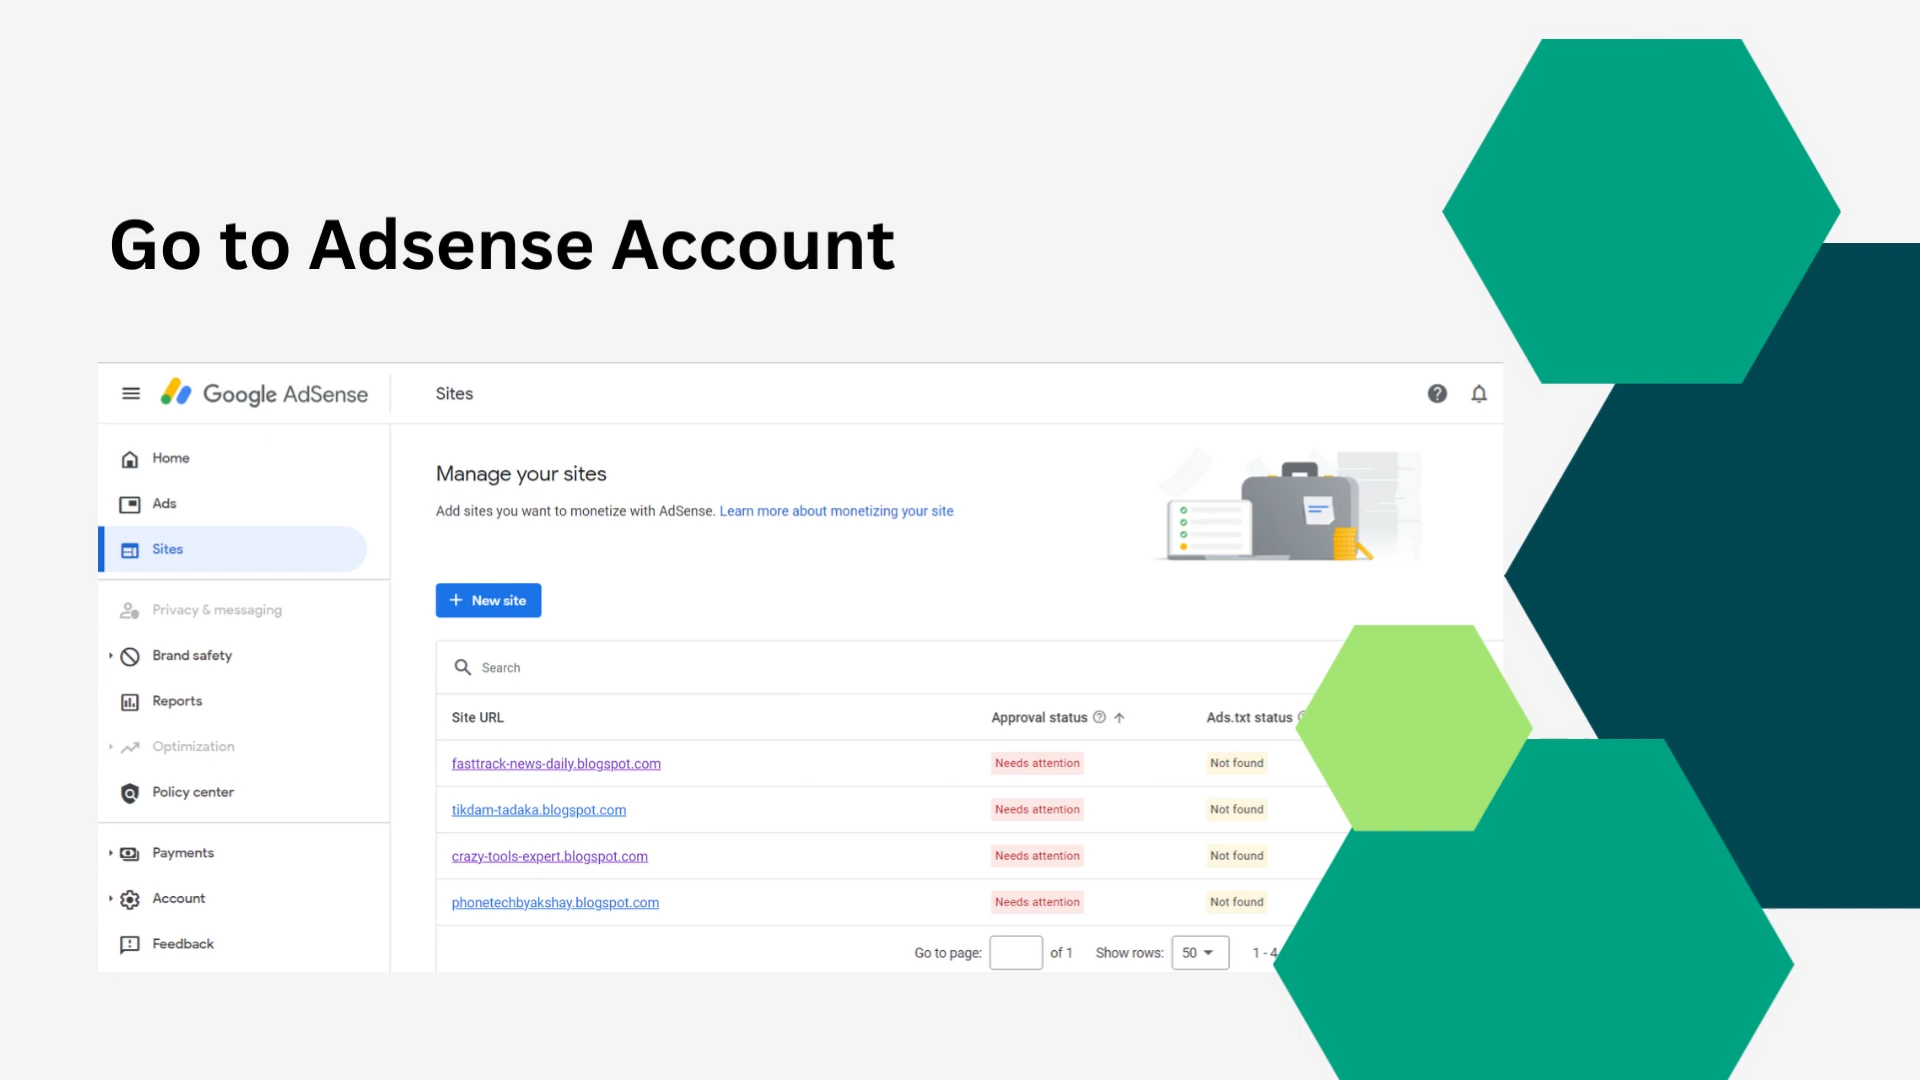 Go to Adsense Account
Google AdSense
Sites
Home
Ads
Sites
Privacy & messaging
Brand safety
Reports
Optimization
Policy center
Payments
Account
Feedback
Manage your sites
Add sites you want to monetize with AdSense. Learn more about monetizing your site
+ New site
Search
Site URL Approval status Ads.txt status
fasttrack-news-daily.blogspot.com Needs attention Not found
tikdam-tadaka.blogspot.com Needs attention Not found
crazy-tools-expert.blogspot.com Needs attention Not found
phonetechbyakshay.blogspot.com Needs attention Not found
Go to page: of 1 Show rows: 50 1 - 4